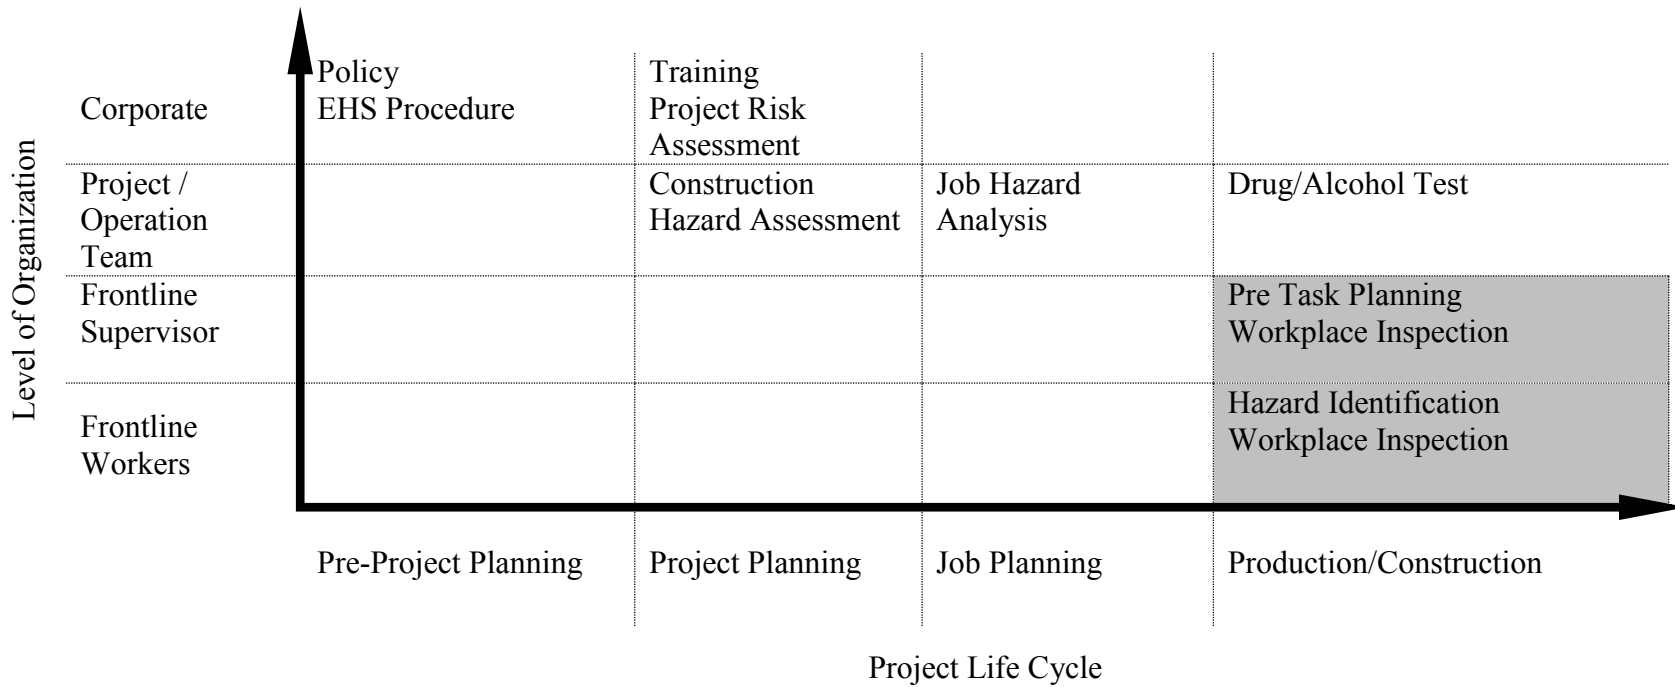 Level of Organization
Corporate
Policy
EHS Procedure
Training
Project Risk
Assessment
Project /
Operation
Team
Construction
Hazard Assessment
Job Hazard
Analysis
Drug/Alcohol Test
Frontline
Supervisor
Pre Task Planning
Workplace Inspection
Frontline
Workers
Hazard Identification
Workplace Inspection
Pre-Project Planning
Project Planning
Job Planning
Production/Construction
Project Life Cycle